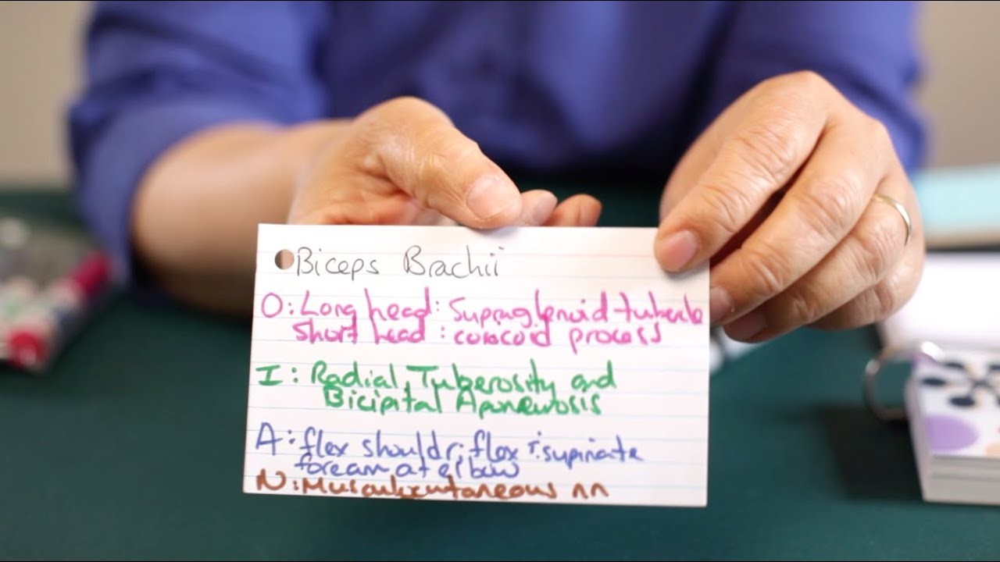 Biceps Brachii
O: Long head: Supraglenoid tubercle
short head: coracoid process
I: Radial Tuberosity and
Bicipital Aponeurosis
A: flex shouldr; flex & supinate
forearm at elbow
N: Musculocutaneous nn